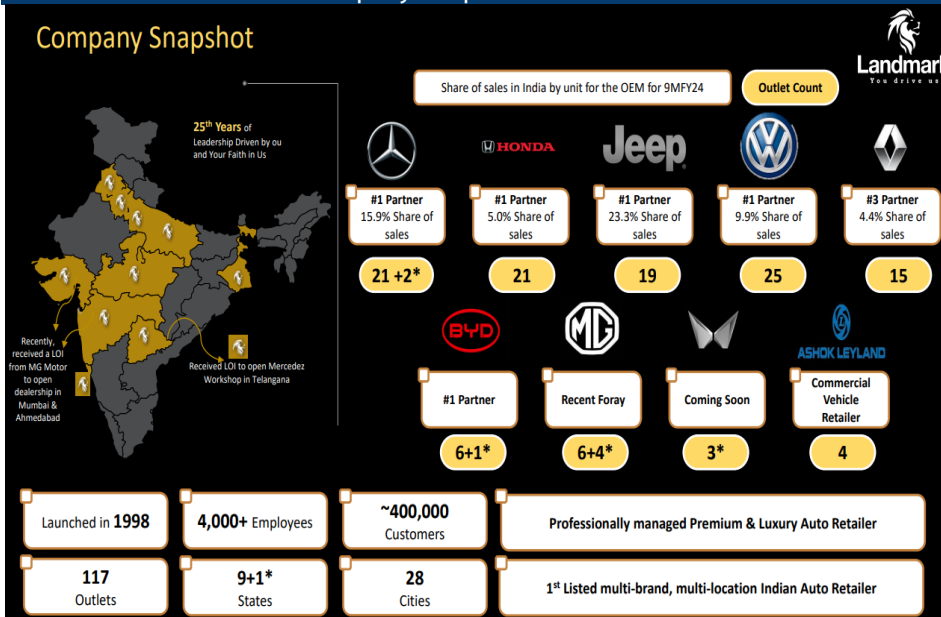 Company Snapshot
Landmark
You drive us
Share of sales in India by unit for the OEM for 9MFY24
Outlet Count
25th Years of
Leadership Driven by ou
and Your Faith in Us
HONDA
Jeep
#1 Partner
15.9% Share of
sales
#1 Partner
5.0% Share of
sales
#1 Partner
23.3% Share of
sales
#1 Partner
9.9% Share of
sales
#3 Partner
4.4% Share of
sales
21 +2*
21
19
25
15
Recently,
received a LOI
from MG Motor
to open
dealership in
Mumbai &
Ahmedabad
Received LOI to open Mercedez
Workshop in Telangana
BYD
MG
ASHOK LEYLAND
#1 Partner
Recent Foray
Coming Soon
Commercial
Vehicle
Retailer
6+1*
6+4*
3*
4
Launched in 1998
4,000+ Employees
~400,000
Customers
Professionally managed Premium & Luxury Auto Retailer
117
Outlets
9+1*
States
28
Cities
1st Listed multi-brand, multi-location Indian Auto Retailer